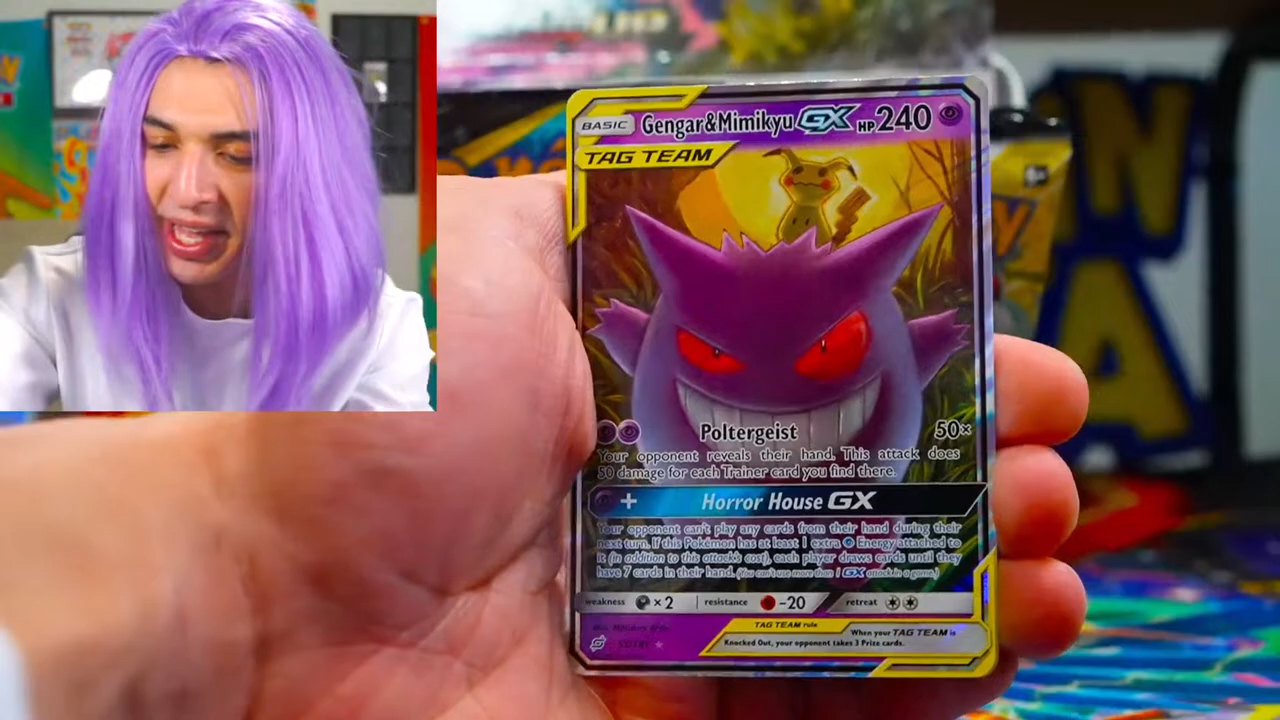 BASIC Gengar&Mimikyu GX HP 240
TAG TEAM
Poltergeist 50×
Your opponent reveals their hand. This attack does
50 damage for each Trainer card you find there.
+ Horror House GX
Your opponent can't play any cards from their hand during their
next turn. If this Pokémon has at least 1 extra Energy attached to
it (in addition to this attack's cost), each player draws cards until they
have 7 cards in their hand. (You can't use more than 1 GX attack in a game.)
weakness ×2 resistance -20 retreat
TAG TEAM rule
When your TAG TEAM is
Knocked Out, your opponent takes 3 Prize cards.